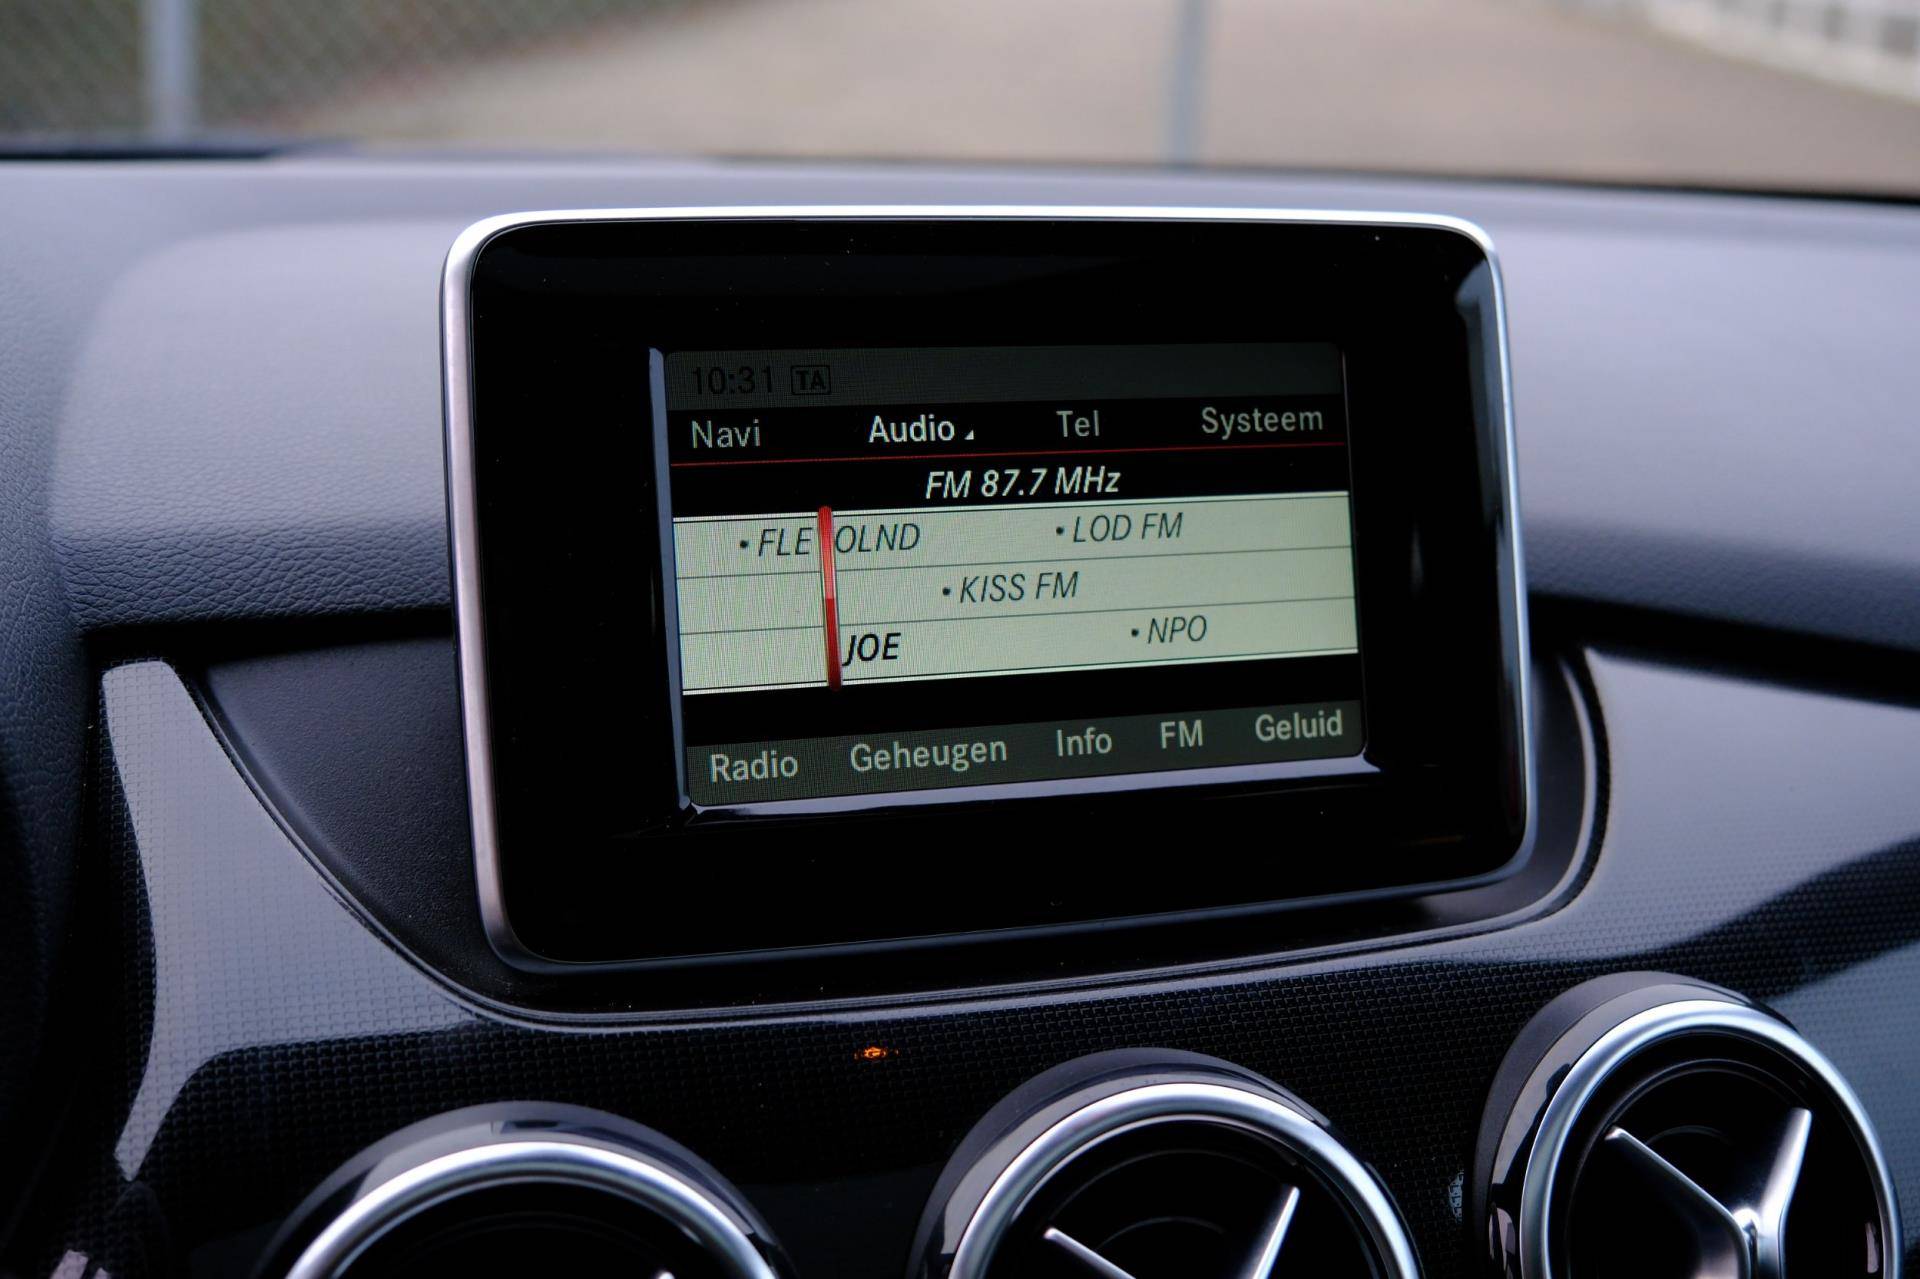 10:31 TA
Navi Audio Tel Systeem
FM 87.7 MHz
• FLE OLND • LOD FM
• KISS FM
JOE • NPO
Radio Geheugen Info FM Geluid